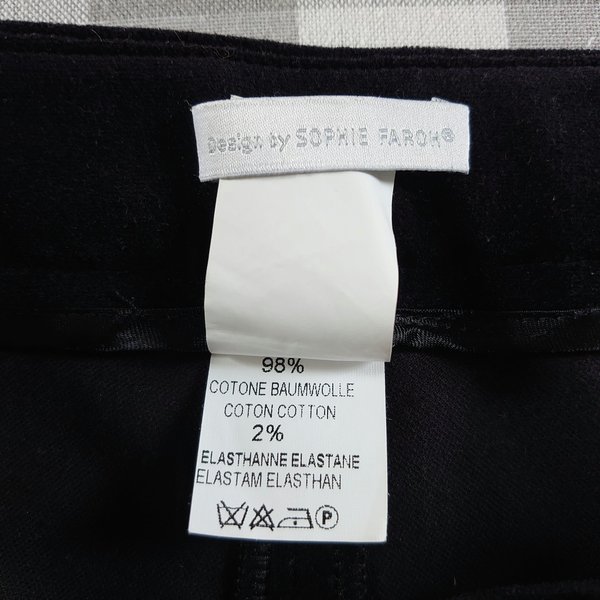 Design by SOPHIE FAROH®
98%
COTONE BAUMWOLLE
COTON COTTON
2%
ELASTHANNE ELASTANE
ELASTAM ELASTHAN
P